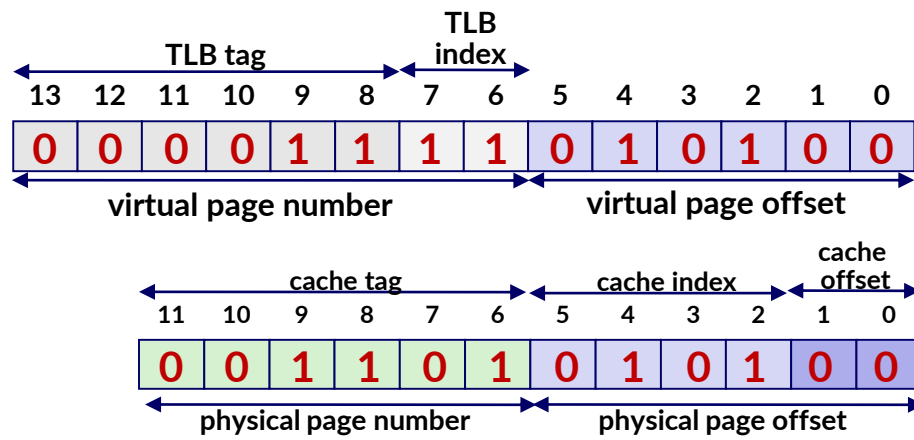 TLB tag
TLB
index
13 12 11 10 9 8 7 6 5 4 3 2 1 0
0 0 0 0 1 1 1 1 0 1 0 1 0 0
virtual page number
virtual page offset
cache tag
cache index
cache
offset
11 10 9 8 7 6 5 4 3 2 1 0
0 0 1 1 0 1 0 1 0 1 0 0
physical page number
physical page offset